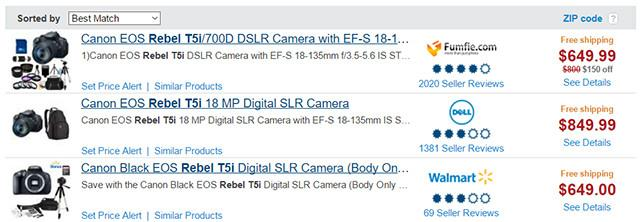 Sorted by Best Match ZIP code ?
Canon EOS Rebel T5i/700D DSLR Camera with EF-S 18-1...
1)Canon EOS Rebel T5i DSLR Camera with EF-S 18-135mm f/3.5-5.6 IS ST...
Set Price Alert | Similar Products
Fumfie.com
2020 Seller Reviews
Free shipping
$649.99
$800 $150 off
See Details
Canon EOS Rebel T5i 18 MP Digital SLR Camera
Canon EOS Rebel T5i 18 MP Digital SLR Camera with EF-S 18-135mm IS S...
Set Price Alert | Similar Products
DELL
1381 Seller Reviews
Free shipping
$849.99
See Details
Canon Black EOS Rebel T5i Digital SLR Camera (Body On...
Save with the Canon Black EOS Rebel T5i Digital SLR Camera (Body Only ...
Set Price Alert | Similar Products
Walmart
69 Seller Reviews
Free shipping
$649.00
See Details